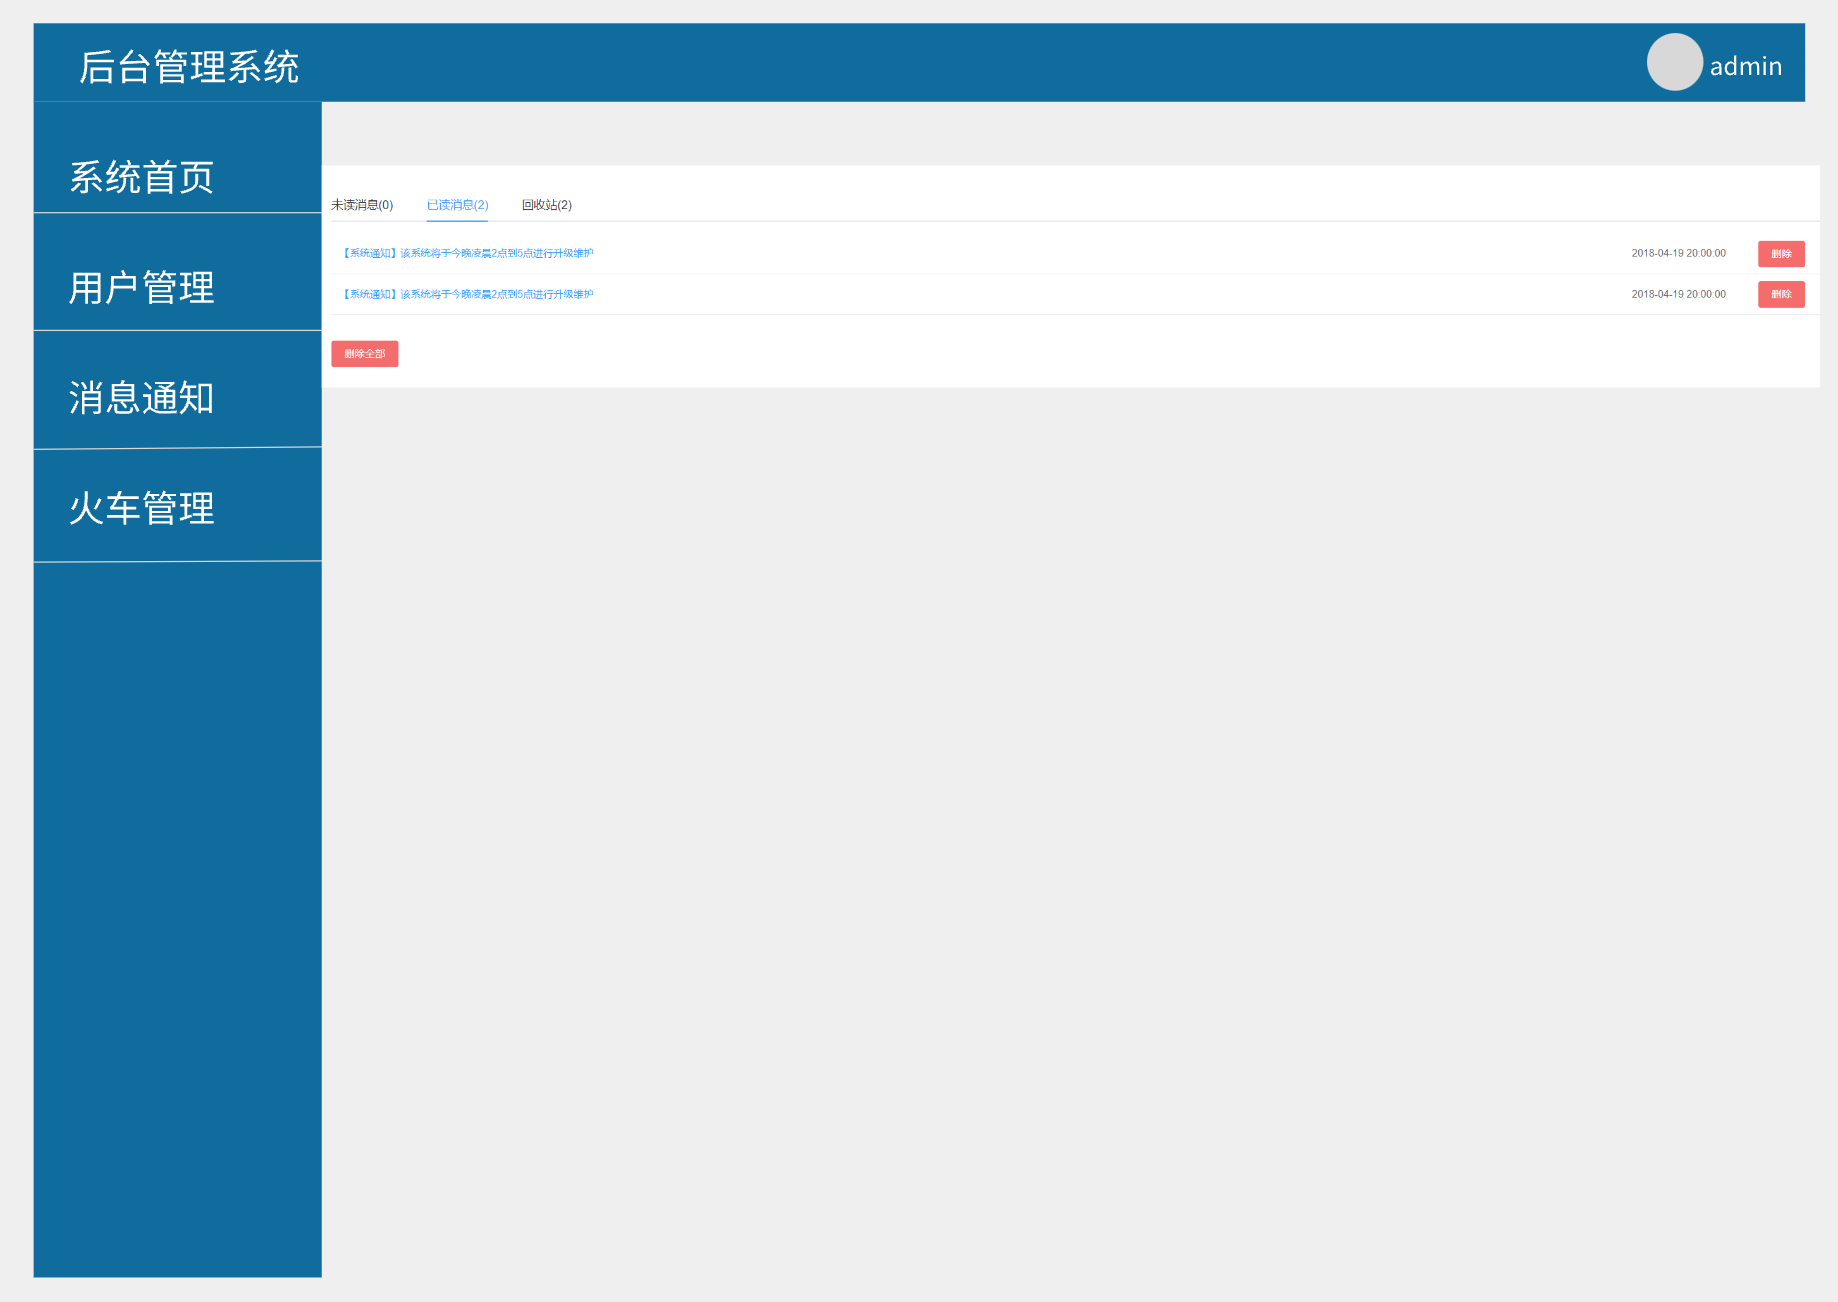 后台管理系统
admin
系统首页
用户管理
消息通知
火车管理
未读消息(0) 已读消息(2) 回收站(2)
【系统通知】该系统将于今晚凌晨2点到5点进行升级维护 2018-04-19 20:00:00 删除
【系统通知】该系统将于今晚凌晨2点到5点进行升级维护 2018-04-19 20:00:00 删除
删除全部